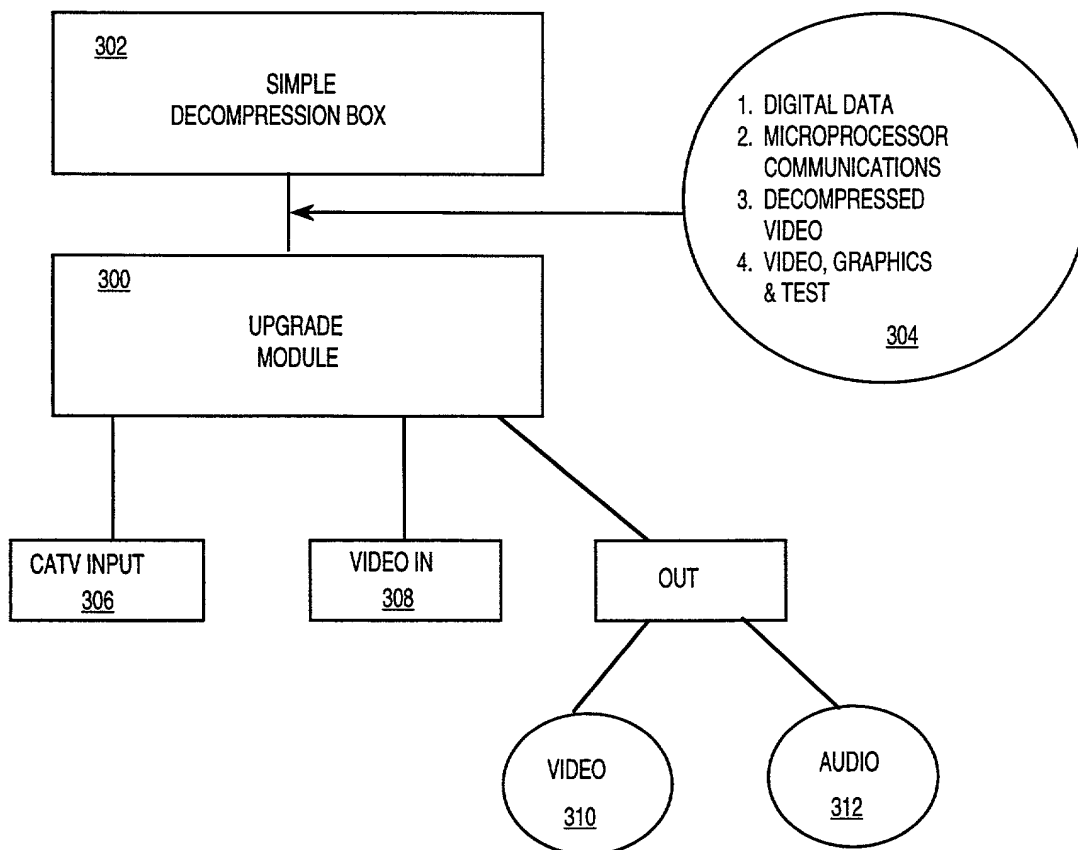 302
SIMPLE
DECOMPRESSION BOX
1. DIGITAL DATA
2. MICROPROCESSOR
COMMUNICATIONS
3. DECOMPRESSED
VIDEO
4. VIDEO, GRAPHICS
& TEST
304
300
UPGRADE
MODULE
CATV INPUT
306
VIDEO IN
308
OUT
VIDEO
310
AUDIO
312